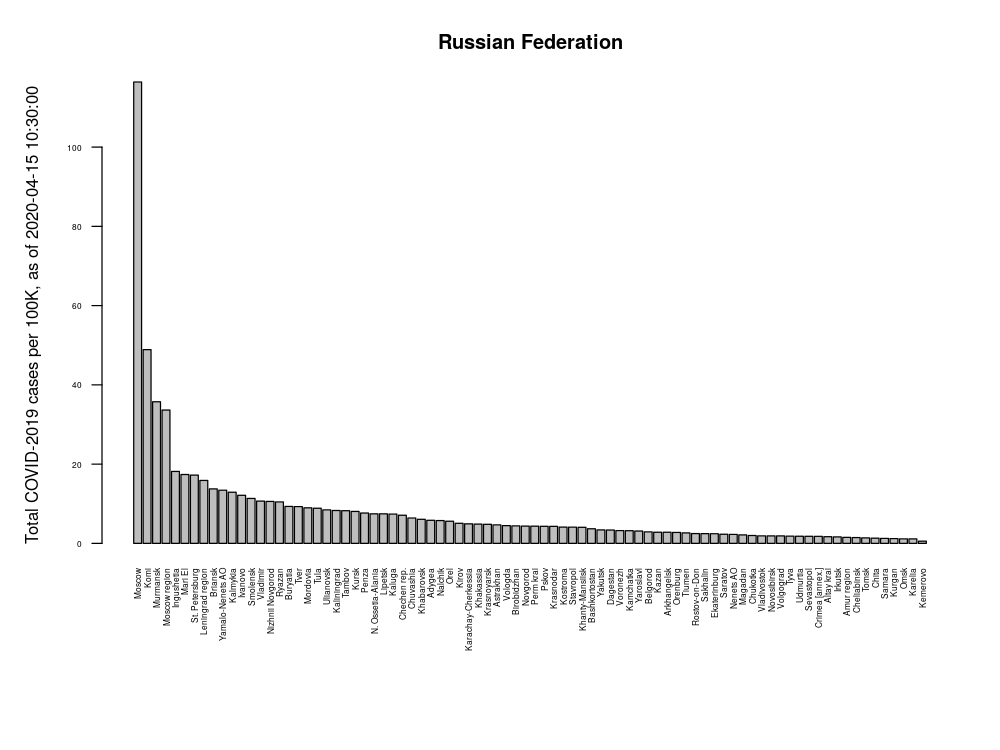 Russian Federation
Total COVID-2019 cases per 100K, as of 2020-04-15 10:30:00
100
80
60
40
20
0
Moscow
Komi
Murmansk
Moscow region
Ingushetia
Mari El
St. Petersburg
Leningrad region
Briansk
Yamalo-Nenets AO
Kalmykia
Ivanovo
Smolensk
Vladimir
Nizhnii Novgorod
Ryazan
Buryatia
Tver
Mordovia
Tula
Ulianovsk
Kaliningrad
Tambov
Kursk
Penza
N. Ossetia-Alania
Lipetsk
Kaluga
Chechen rep.
Chuvashia
Khabarovsk
Adygea
Nalchik
Orel
Kirov
Karachay-Cherkessia
Khakassia
Krasnoyarsk
Astrakhan
Vologda
Birobidzhan
Novgorod
Perm krai
Pskov
Krasnodar
Kostroma
Stavropol
Khanty-Mansiisk
Bashkortostan
Yakutsk
Dagestan
Voronezh
Kamchatka
Yaroslavl
Belgorod
Kazan
Arkhangelsk
Orenburg
Tiumen
Rostov-on-Don
Sakhalin
Ekaterinburg
Saratov
Nenets AO
Magadan
Chukotka
Vladivostok
Novosibirsk
Volgograd
Tyva
Udmurtia
Sevastopol
Crimea [annex.]
Altay krai
Irkutsk
Amur region
Cheliabinsk
Tomsk
Chita
Samara
Kurgan
Omsk
Karelia
Kemerovo